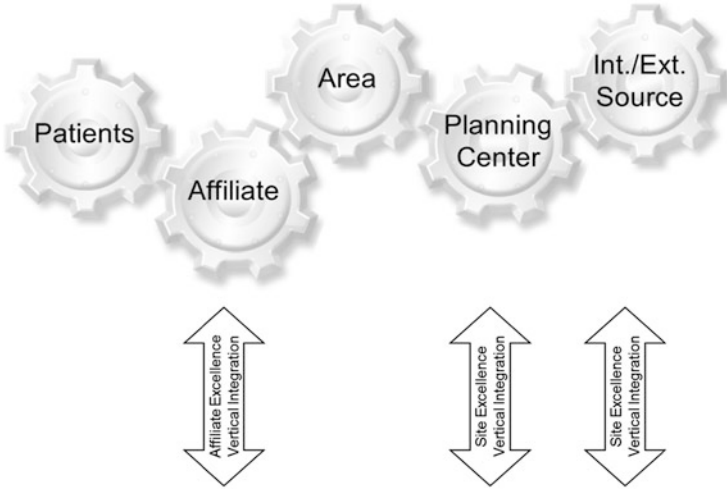 Patients
Affiliate
Area
Planning
Center
Int./Ext.
Source
Affiliate Excellence
Vertical Integration
Site Excellence
Vertical Integration
Site Excellence
Vertical Integration